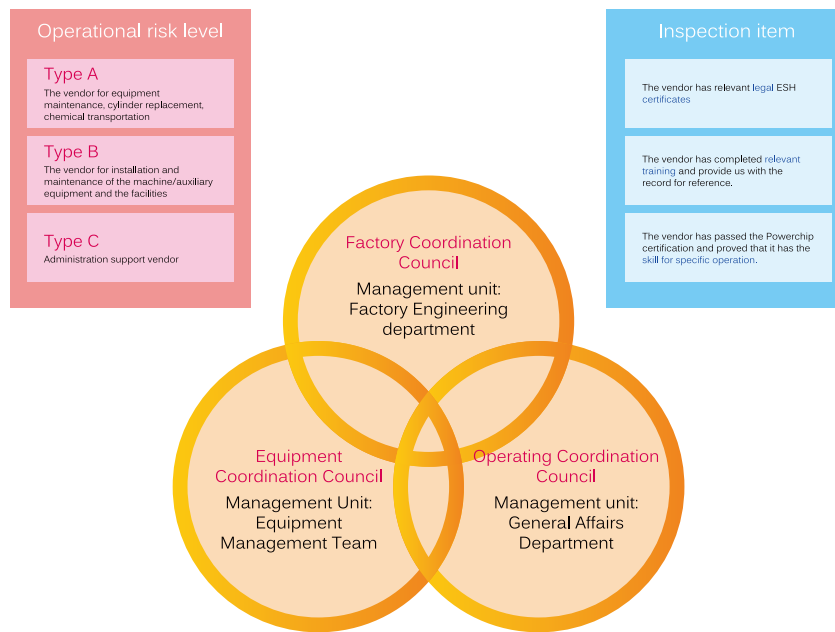 Operational risk level
Type A
The vendor for equipment
maintenance, cylinder replacement,
chemical transportation
Type B
The vendor for installation and
maintenance of the machine/auxiliary
equipment and the facilities
Type C
Administration support vendor
Inspection item
The vendor has relevant legal ESH
certificates
The vendor has completed relevant
training and provide us with the
record for reference.
The vendor has passed the Powerchip
certification and proved that it has the
skill for specific operation.
Factory Coordination
Council
Management unit:
Factory Engineering
department
Equipment
Coordination Council
Management Unit:
Equipment
Management Team
Operating Coordination
Council
Management unit:
General Affairs
Department